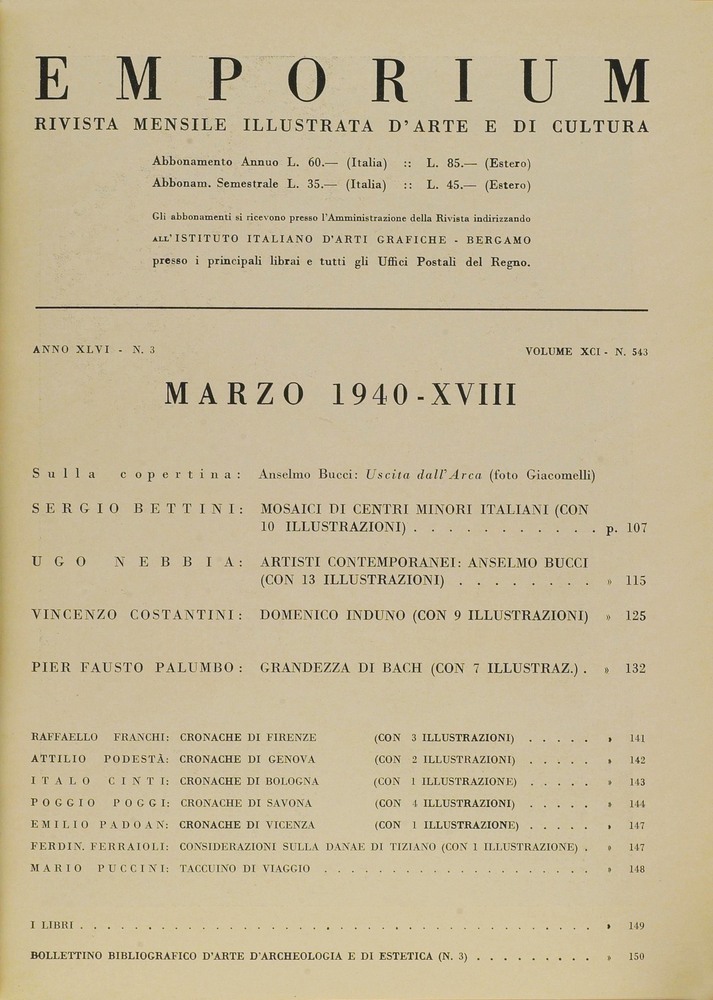 EMPORIUM
RIVISTA MENSILE ILLUSTRATA D'ARTE E DI CULTURA
Abbonamento Annuo L. 60.— (Italia) :: L. 85.— (Estero)
Abbonam. Semestrale L. 35.— (Italia) :: L. 45.— (Estero)
Gli abbonamenti si ricevono presso l'Amministrazione della Rivista indirizzando
ALL'ISTITUTO ITALIANO D'ARTI GRAFICHE - BERGAMO
presso i principali librai e tutti gli Uffici Postali del Regno.
ANNO XLVI - N. 3 VOLUME XCI - N. 543
MARZO 1940-XVIII
Sulla copertina: Anselmo Bucci: Uscita dall'Arca (foto Giacomelli)
SERGIO BETTINI: MOSAICI DI CENTRI MINORI ITALIANI (CON
10 ILLUSTRAZIONI) . . . . . . . . . . . p. 107
UGO NEBBIA: ARTISTI CONTEMPORANEI: ANSELMO BUCCI
(CON 13 ILLUSTRAZIONI) . . . . . . . . » 115
VINCENZO COSTANTINI: DOMENICO INDUNO (CON 9 ILLUSTRAZIONI) » 125
PIER FAUSTO PALUMBO: GRANDEZZA DI BACH (CON 7 ILLUSTRAZ.) . » 132
RAFFAELLO FRANCHI: CRONACHE DI FIRENZE (CON 3 ILLUSTRAZIONI) . . . . . » 141
ATTILIO PODESTÀ: CRONACHE DI GENOVA (CON 2 ILLUSTRAZIONI) . . . . . » 142
ITALO CINTI: CRONACHE DI BOLOGNA (CON 1 ILLUSTRAZIONE) . . . . . » 143
POGGIO POGGI: CRONACHE DI SAVONA (CON 4 ILLUSTRAZIONI) . . . . . » 144
EMILIO PADOAN: CRONACHE DI VICENZA (CON 1 ILLUSTRAZIONE) . . . . . » 147
FERDIN. FERRAIOLI: CONSIDERAZIONI SULLA DANAE DI TIZIANO (CON 1 ILLUSTRAZIONE) . » 147
MARIO PUCCINI: TACCUINO DI VIAGGIO . . . . . . . . . . . . . . . . . . . » 148
I LIBRI . . . . . . . . . . . . . . . . . . . . . . . . . . . . . . . . . . » 149
BOLLETTINO BIBLIOGRAFICO D'ARTE D'ARCHEOLOGIA E DI ESTETICA (N. 3) . . . . . . . . . » 150